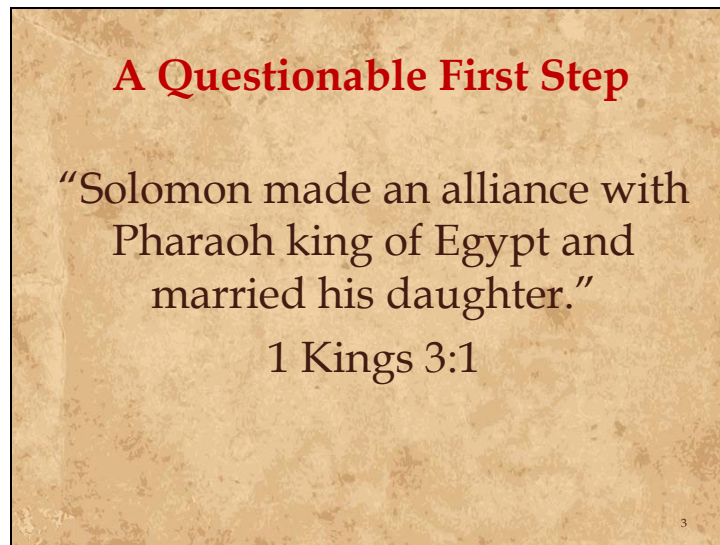 A Questionable First Step
“Solomon made an alliance with
Pharaoh king of Egypt and
married his daughter.”
1 Kings 3:1
3